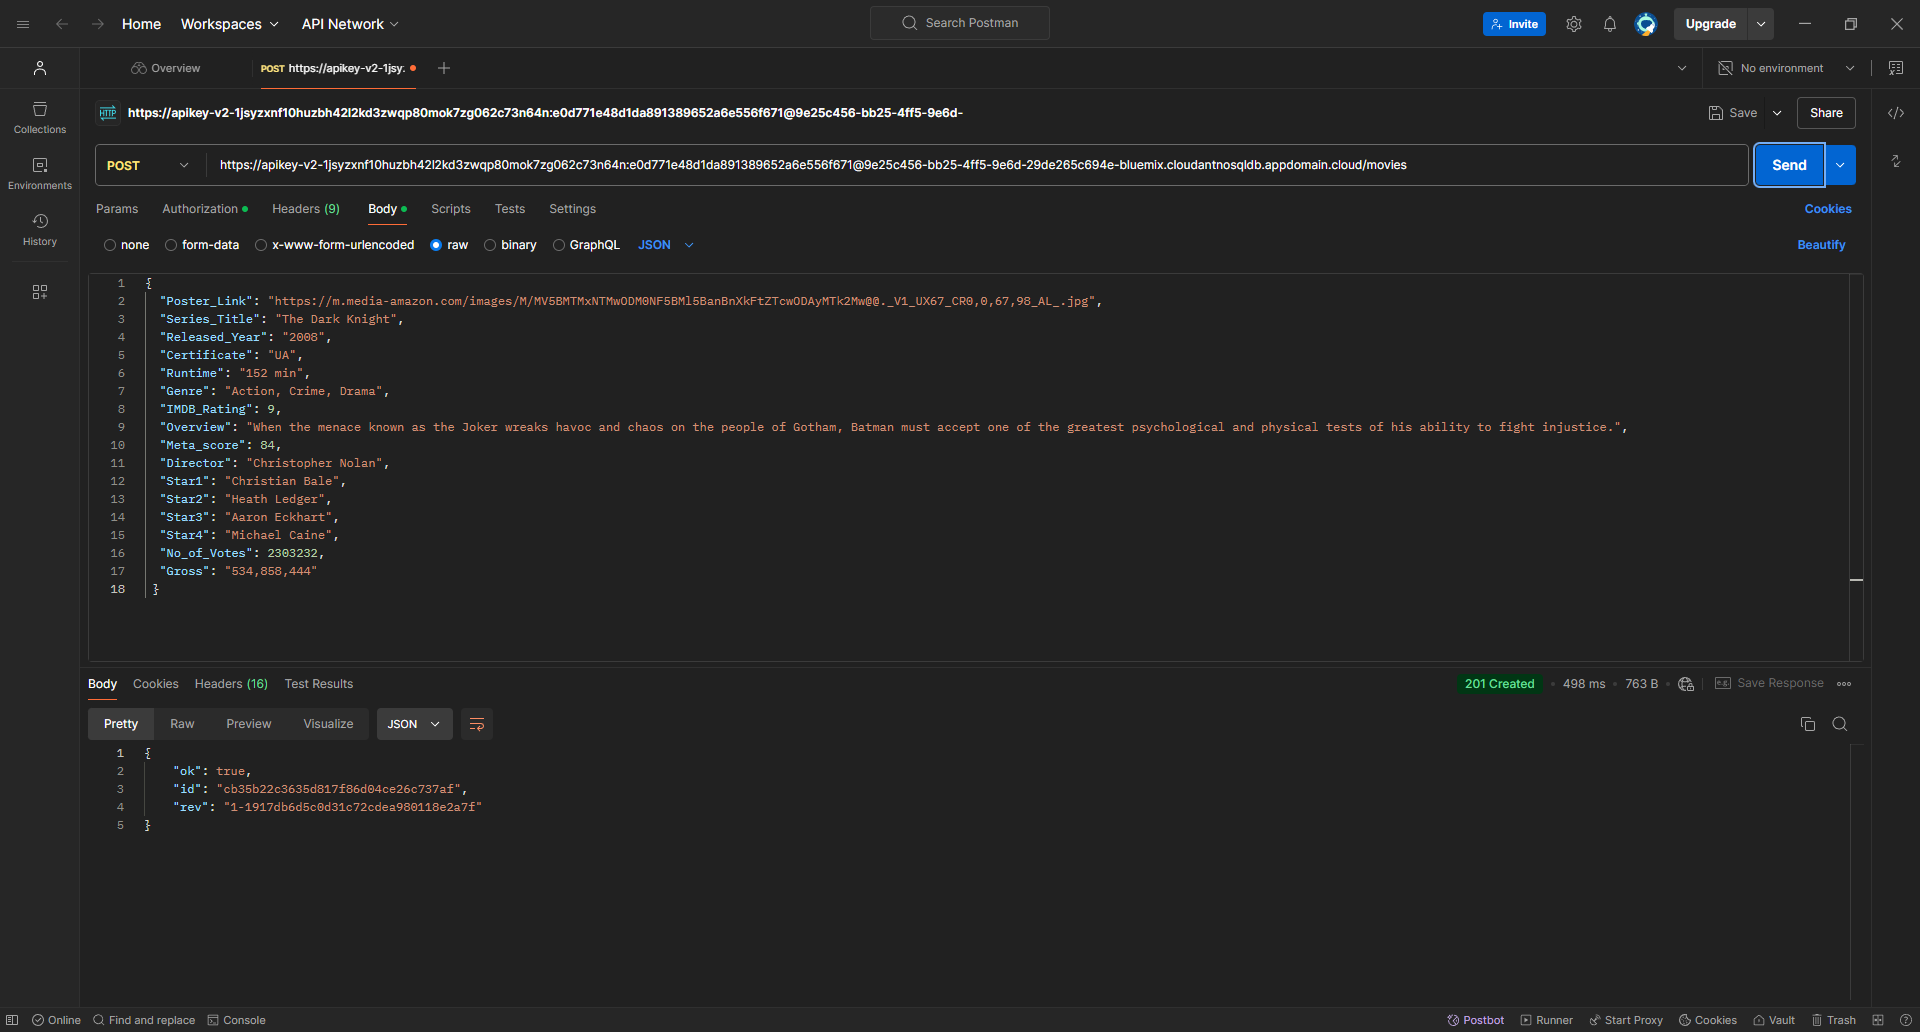 Home Workspaces API Network Search Postman Invite Upgrade
Overview POST https://apikey-v2-1jsy. No environment
HTTP https://apikey-v2-1jsyzxnf10huzbh42l2kd3zwqp80mok7zg062c73n64n:e0d771e48d1da891389652a6e556f671@9e25c456-bb25-4ff5-9e6d- Save Share
Collections
Environments
History
POST https://apikey-v2-1jsyzxnf10huzbh42l2kd3zwqp80mok7zg062c73n64n:e0d771e48d1da891389652a6e556f671@9e25c456-bb25-4ff5-9e6d-29de265c694e-bluemix.cloudantnosqldb.appdomain.cloud/movies Send
Params Authorization Headers (9) Body Scripts Tests Settings Cookies
none form-data x-www-form-urlencoded raw binary GraphQL JSON Beautify
1 {
2 "Poster_Link": "https://m.media-amazon.com/images/M/MV5BMTMxNTMwODM0NF5BMl5BanBnXkFtZTcwODAyMTk2Mw@@._V1_UX67_CR0,0,67,98_AL_.jpg",
3 "Series_Title": "The Dark Knight",
4 "Released_Year": "2008",
5 "Certificate": "UA",
6 "Runtime": "152 min",
7 "Genre": "Action, Crime, Drama",
8 "IMDB_Rating": 9,
9 "Overview": "When the menace known as the Joker wreaks havoc and chaos on the people of Gotham, Batman must accept one of the greatest psychological and physical tests of his ability to fight injustice.",
10 "Meta_score": 84,
11 "Director": "Christopher Nolan",
12 "Star1": "Christian Bale",
13 "Star2": "Heath Ledger",
14 "Star3": "Aaron Eckhart",
15 "Star4": "Michael Caine",
16 "No_of_Votes": 2303232,
17 "Gross": "534,858,444"
18 }
Body Cookies Headers (16) Test Results 201 Created 498 ms 763 B e.g. Save Response
Pretty Raw Preview Visualize JSON
1 {
2 "ok": true,
3 "id": "cb35b22c3635d817f86d04ce26c737af",
4 "rev": "1-1917db6d5c0d31c72cdea980118e2a7f"
5 }
Online Find and replace Console Postbot Runner Start Proxy Cookies Vault Trash